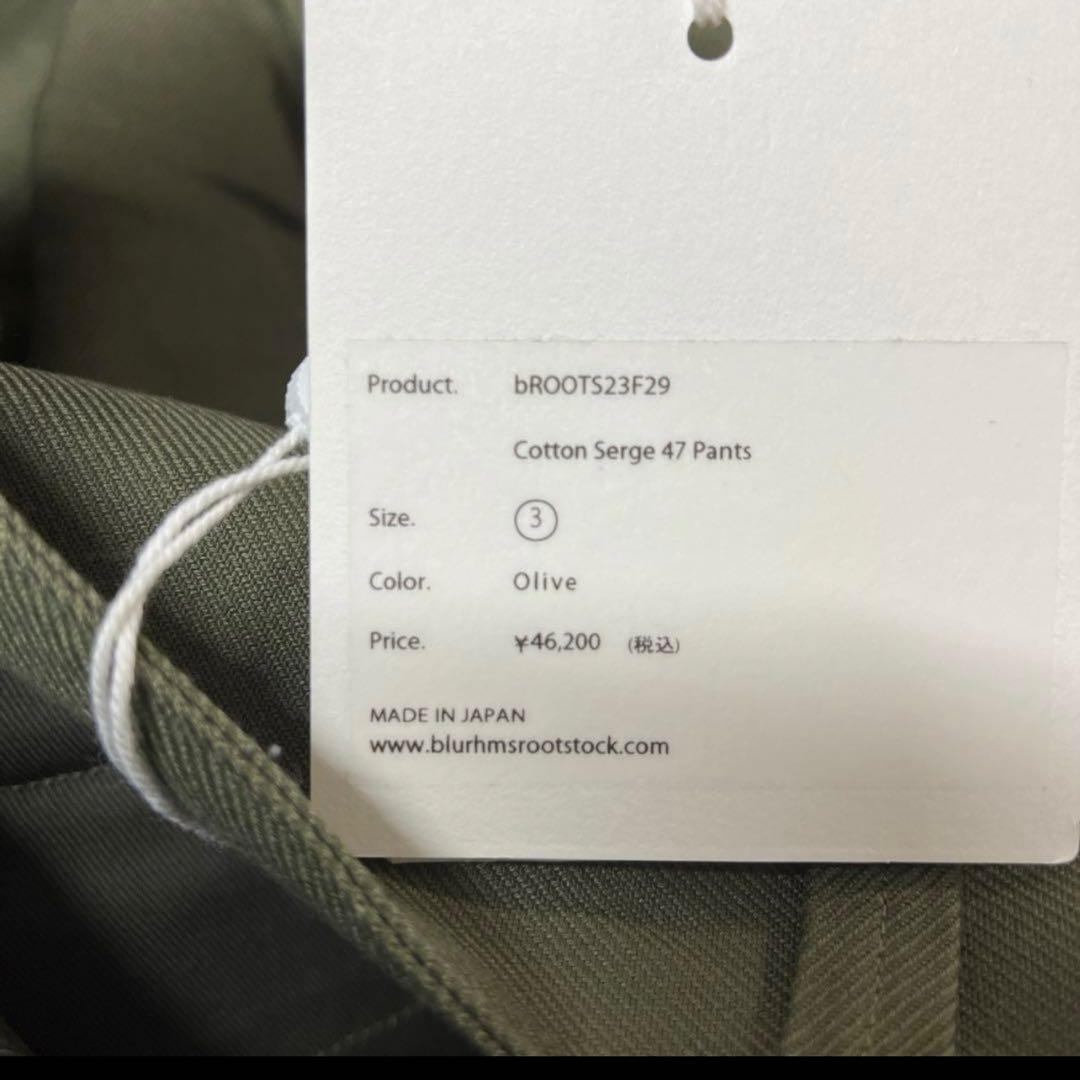 Product. bROOTS23F29
Cotton Serge 47 Pants
Size. 3
Color. Olive
Price. ¥46,200 (税込)
MADE IN JAPAN
www.blurhmsrootstock.com